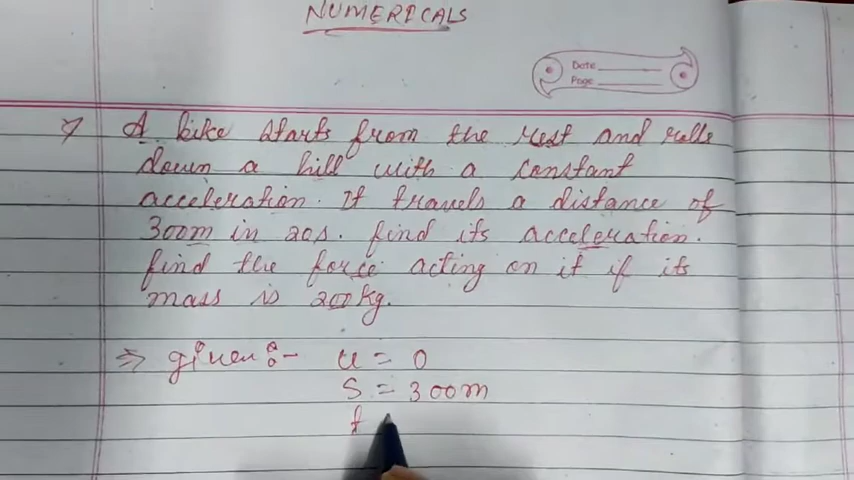 NUMERICALS
Date
Page
A bike starts from the rest and rolls
down a hill with a constant
acceleration. It travels a distance of
300m in 20s. find its acceleration.
find the force acting on it if its
mass is 200kg.
⇒ given :- u = 0
S = 300m
t